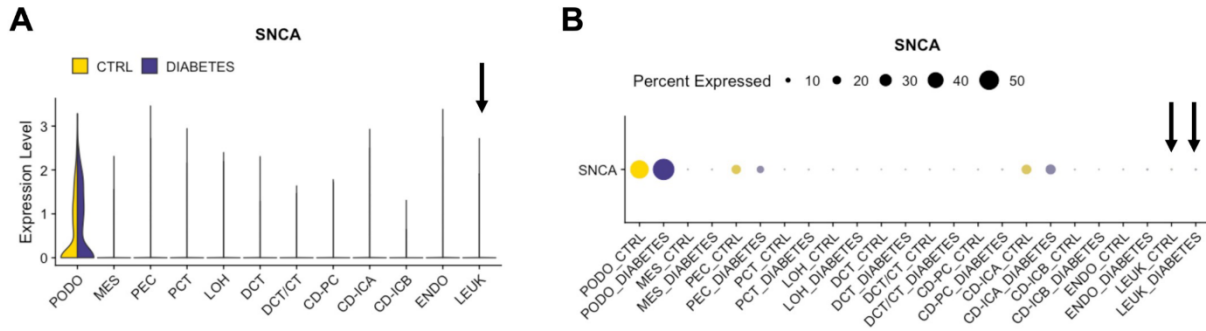 A
SNCA
CTRL DIABETES
Expression Level
3
2
1
0
PODO
MES
PEC
PCT
LOH
DCT
DCT/CT
CD-PC
CD-ICA
CD-ICB
ENDO
LEUK
B
SNCA
Percent Expressed 10 20 30 40 50
SNCA
PODO_CTRL
PODO_DIABETES
MES_CTRL
MES_DIABETES
PEC_CTRL
PEC_DIABETES
PCT_CTRL
PCT_DIABETES
LOH_CTRL
LOH_DIABETES
DCT_CTRL
DCT_DIABETES
DCT/CT_CTRL
DCT/CT_DIABETES
CD-PC_CTRL
CD-PC_DIABETES
CD-ICA_CTRL
CD-ICA_DIABETES
CD-ICB_CTRL
CD-ICB_DIABETES
ENDO_CTRL
ENDO_DIABETES
LEUK_CTRL
LEUK_DIABETES